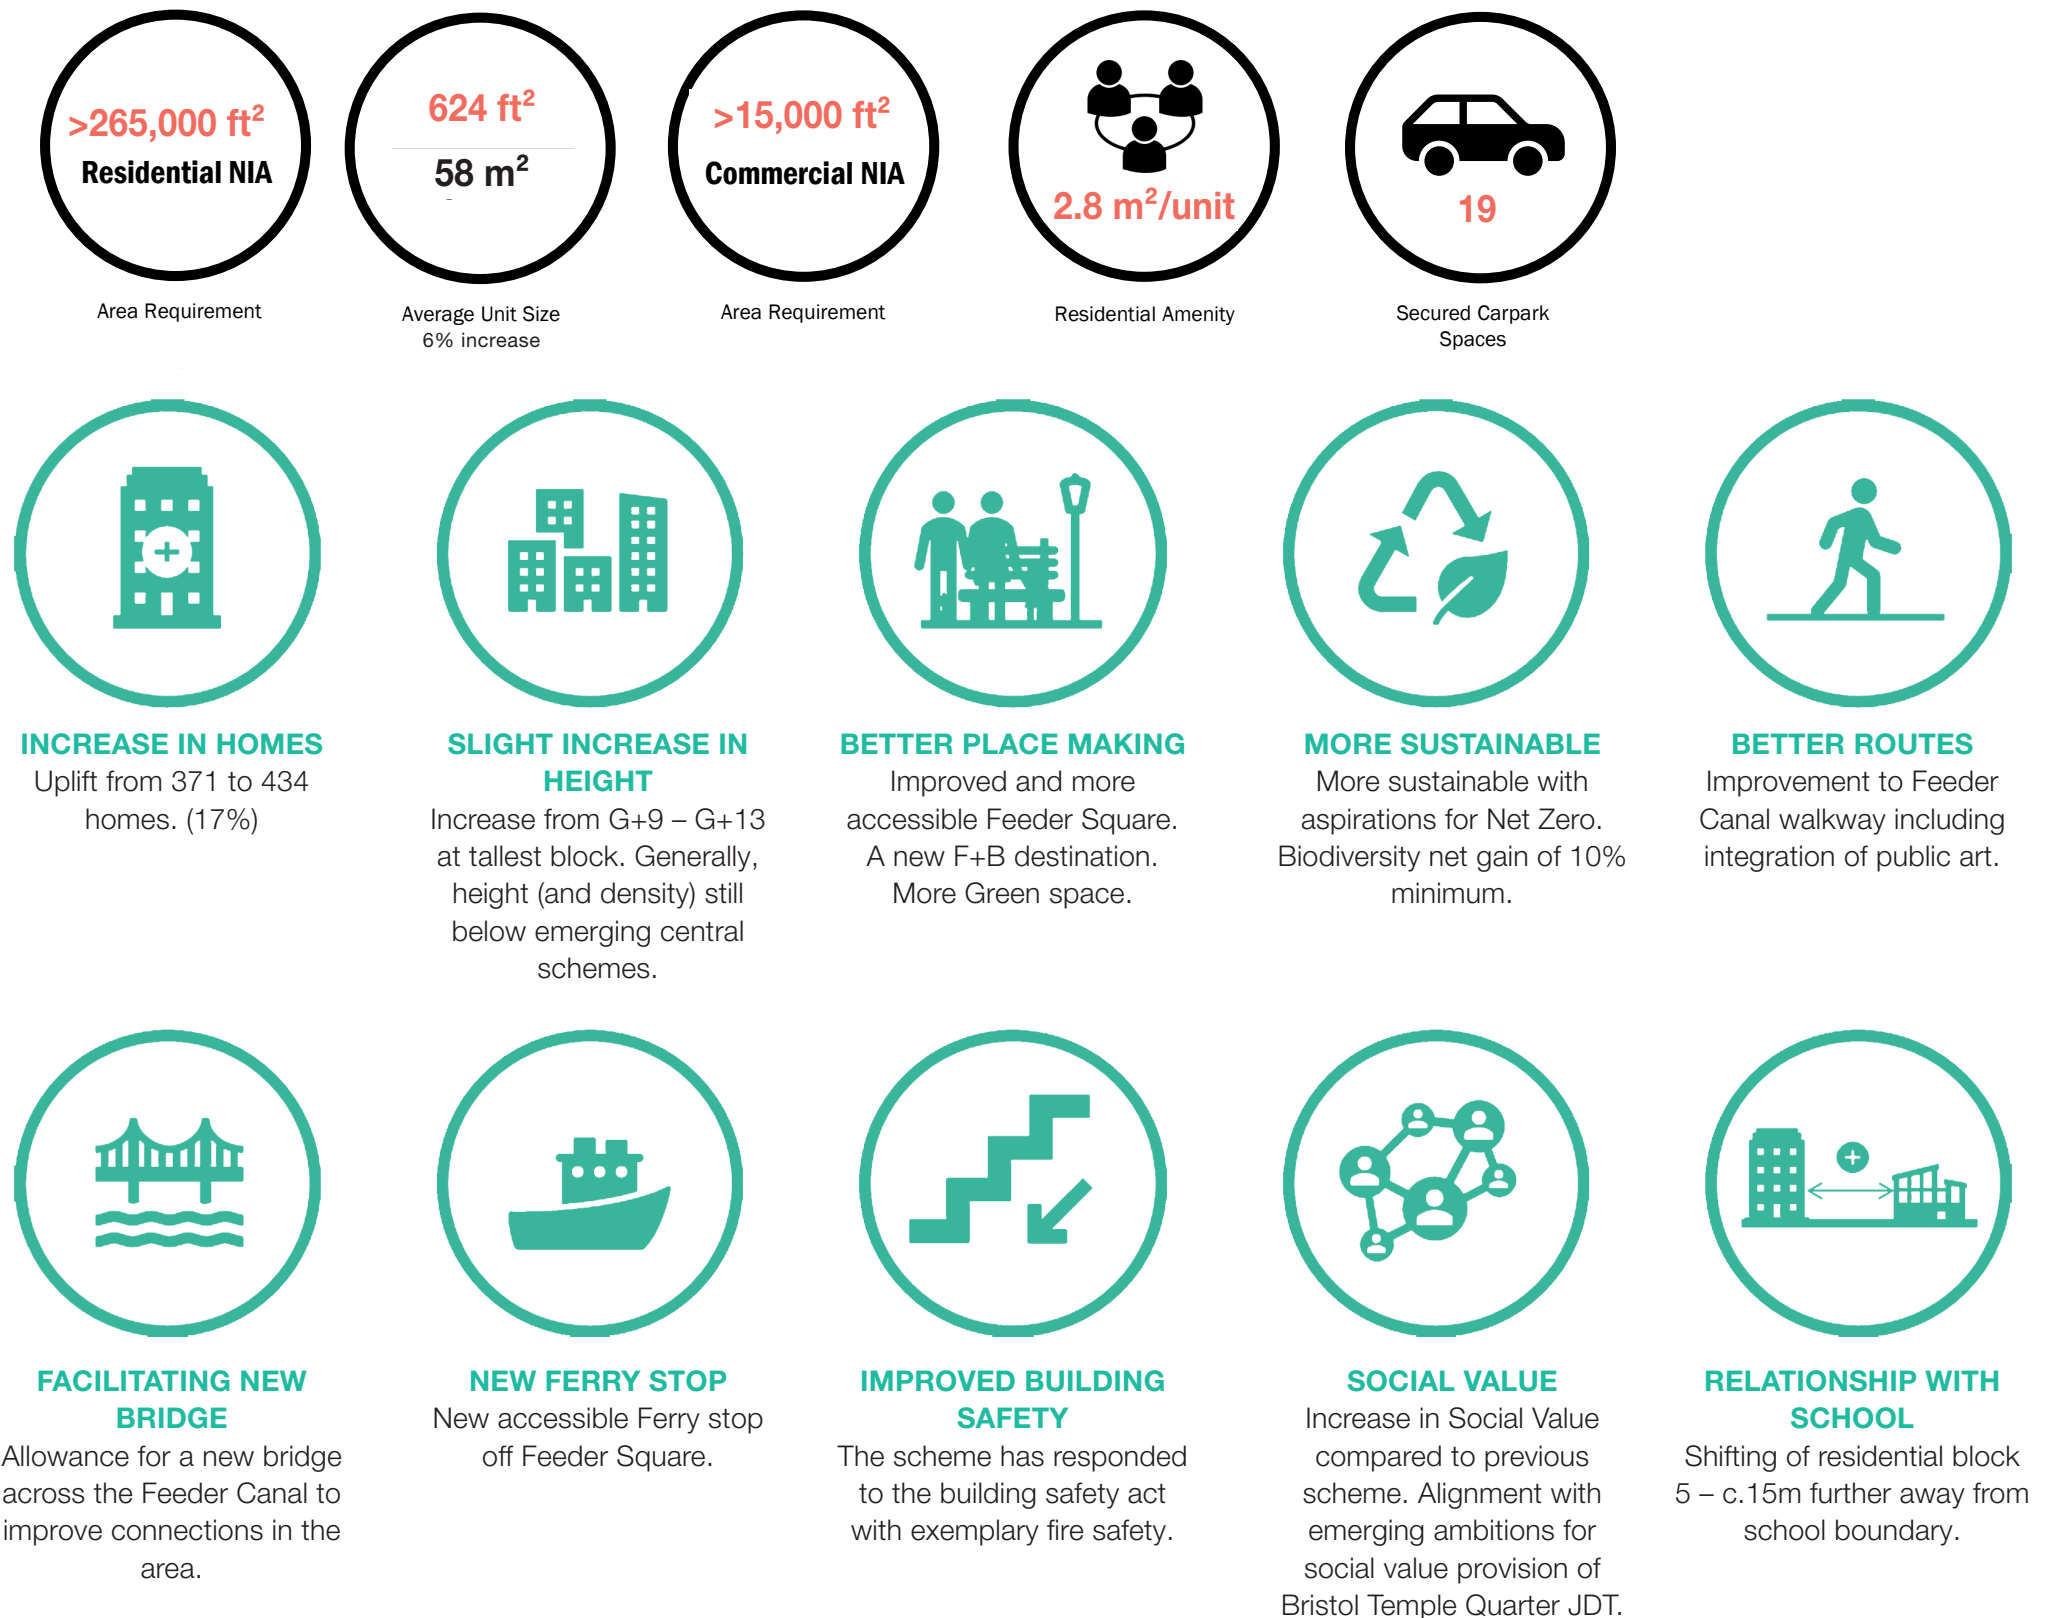 >265,000 ft²
Residential NIA
Area Requirement
624 ft²
58 m²
Average Unit Size
6% increase
>15,000 ft²
Commercial NIA
Area Requirement
2.8 m²/unit
Residential Amenity
19
Secured Carpark
Spaces
INCREASE IN HOMES
Uplift from 371 to 434
homes. (17%)
SLIGHT INCREASE IN
HEIGHT
Increase from G+9 – G+13
at tallest block. Generally,
height (and density) still
below emerging central
schemes.
BETTER PLACE MAKING
Improved and more
accessible Feeder Square.
A new F+B destination.
More Green space.
MORE SUSTAINABLE
More sustainable with
aspirations for Net Zero.
Biodiversity net gain of 10%
minimum.
BETTER ROUTES
Improvement to Feeder
Canal walkway including
integration of public art.
FACILITATING NEW
BRIDGE
Allowance for a new bridge
across the Feeder Canal to
improve connections in the
area.
NEW FERRY STOP
New accessible Ferry stop
off Feeder Square.
IMPROVED BUILDING
SAFETY
The scheme has responded
to the building safety act
with exemplary fire safety.
SOCIAL VALUE
Increase in Social Value
compared to previous
scheme. Alignment with
emerging ambitions for
social value provision of
Bristol Temple Quarter JDT.
RELATIONSHIP WITH
SCHOOL
Shifting of residential block
5 – c.15m further away from
school boundary.